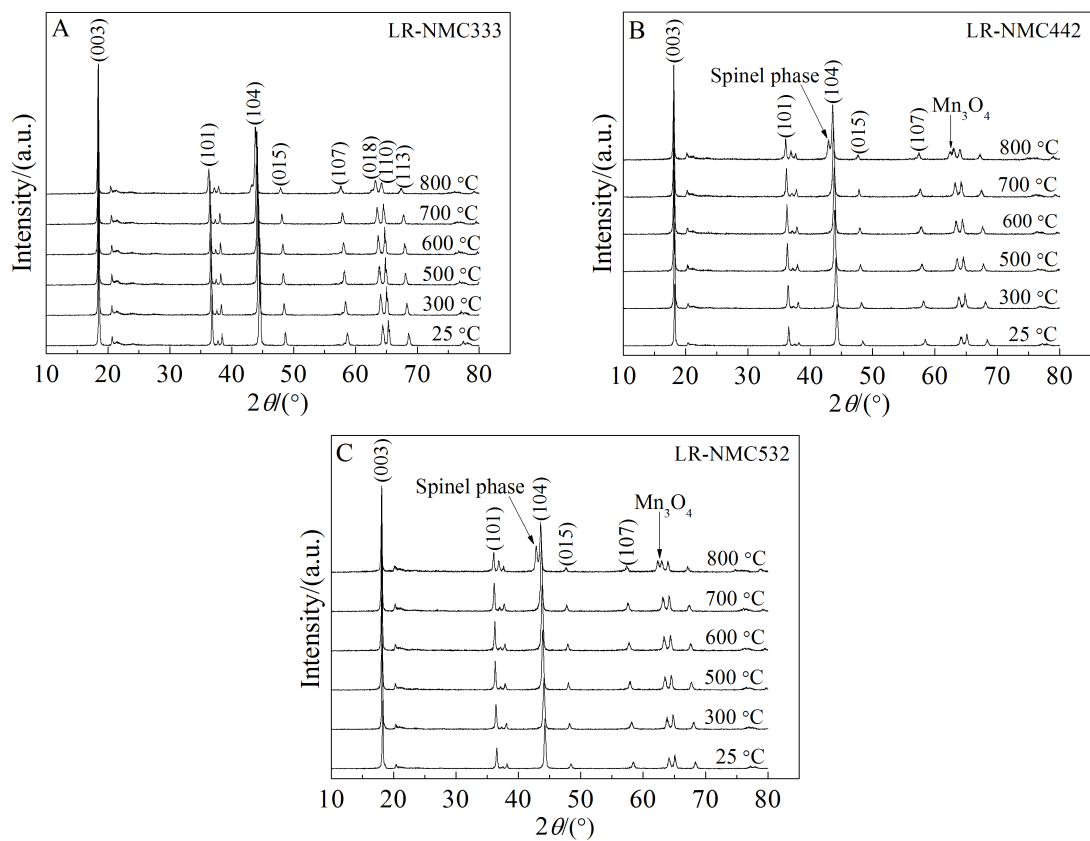 A
LR-NMC333
(003)
(101)
(104)
(015)
(107)
(018)
(110)
(113)
800 °C
700 °C
600 °C
500 °C
300 °C
25 °C
Intensity/(a.u.)
10 20 30 40 50 60 70 80
2θ/(°)
B
LR-NMC442
(003)
Spinel phase
(101)
(104)
(015)
(107)
Mn₃O₄
800 °C
700 °C
600 °C
500 °C
300 °C
25 °C
Intensity/(a.u.)
10 20 30 40 50 60 70 80
2θ/(°)
C
LR-NMC532
(003)
Spinel phase
(101)
(104)
(015)
(107)
Mn₃O₄
800 °C
700 °C
600 °C
500 °C
300 °C
25 °C
Intensity/(a.u.)
10 20 30 40 50 60 70 80
2θ/(°)